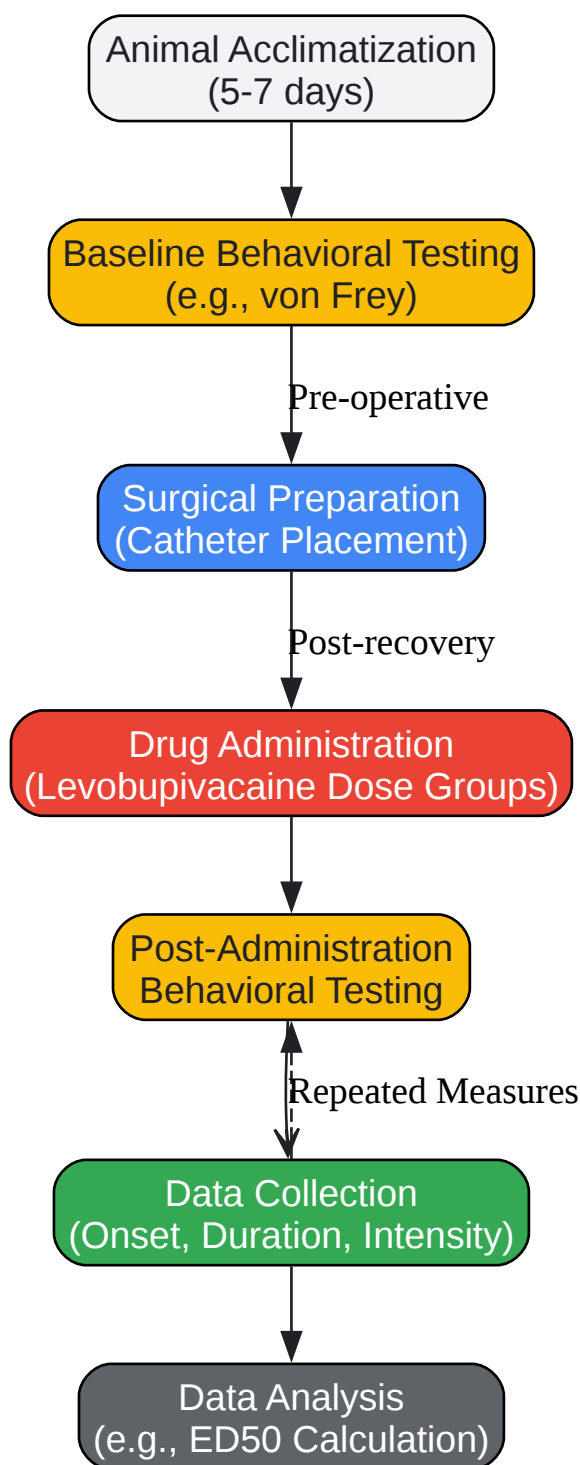 Animal Acclimatization
(5-7 days)
Baseline Behavioral Testing
(e.g., von Frey)
Pre-operative
Surgical Preparation
(Catheter Placement)
Post-recovery
Drug Administration
(Levobupivacaine Dose Groups)
Post-Administration
Behavioral Testing
Repeated Measures
Data Collection
(Onset, Duration, Intensity)
Data Analysis
(e.g., ED50 Calculation)